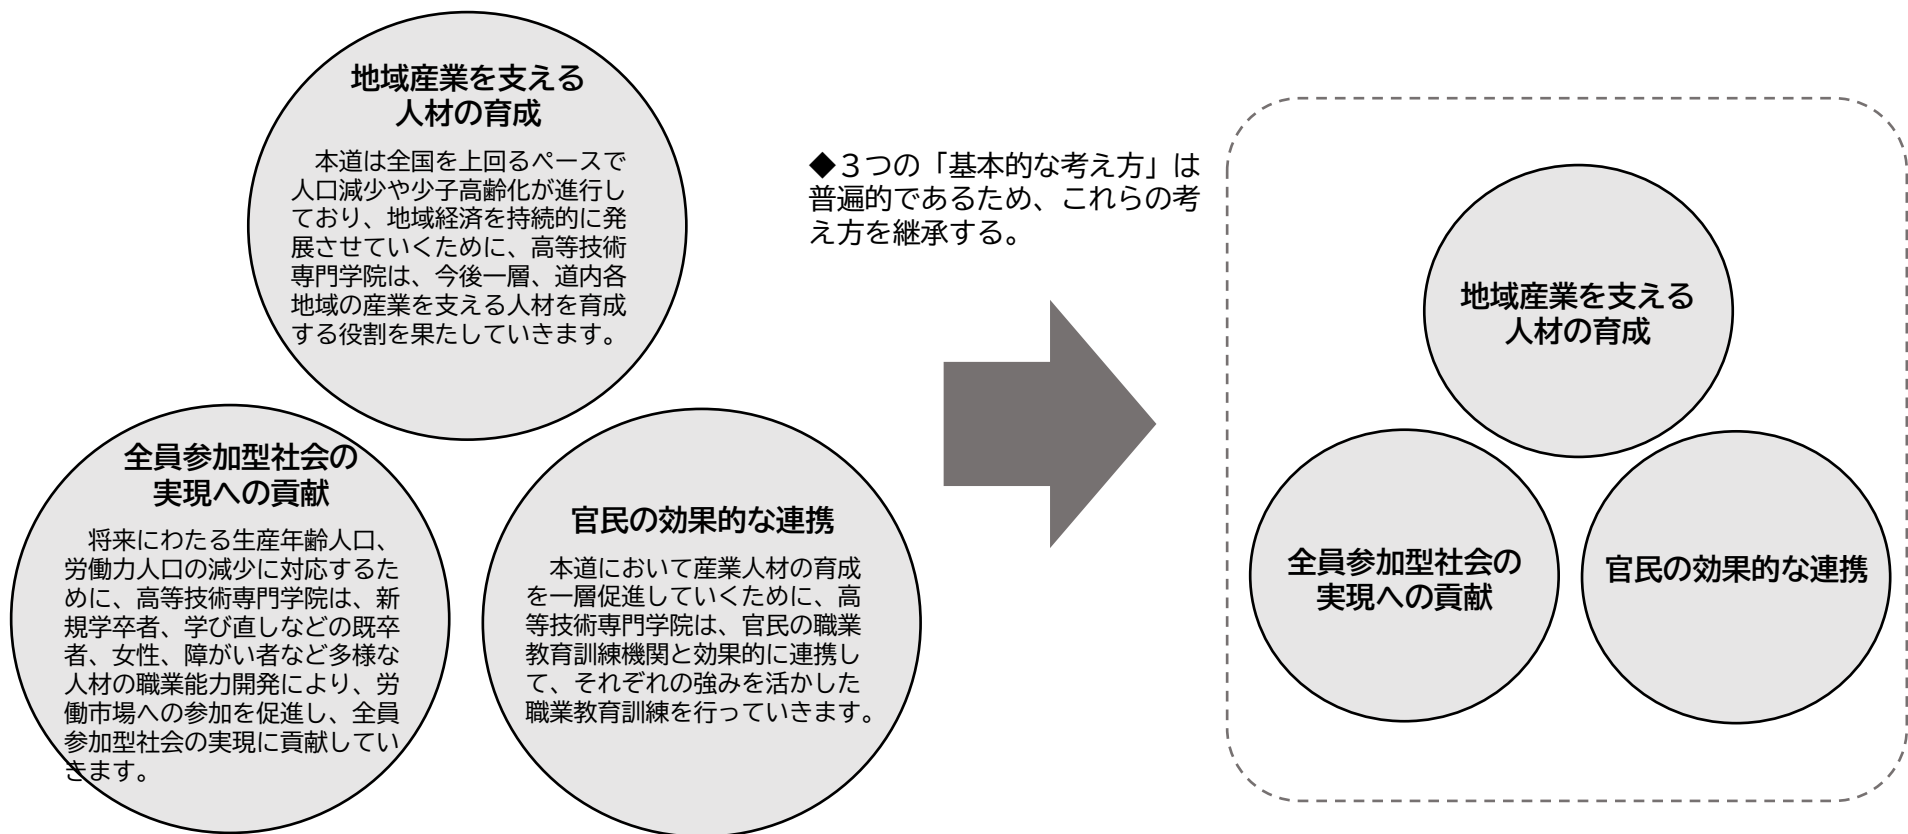 地域産業を支える
人材の育成
　本道は全国を上回るペースで
人口減少や少子高齢化が進行し
ており、地域経済を持続的に発
展させていくために、高等技術
専門学院は、今後一層、道内各
地域の産業を支える人材を育成
する役割を果たしていきます。
全員参加型社会の
実現への貢献
　将来にわたる生産年齢人口、
労働力人口の減少に対応するた
めに、高等技術専門学院は、新
規学卒者、学び直しなどの既卒
者、女性、障がい者など多様な
人材の職業能力開発により、労
働市場への参加を促進し、全員
参加型社会の実現に貢献してい
きます。
官民の効果的な連携
　本道において産業人材の育成
を一層促進していくために、高
等技術専門学院は、官民の職業
教育訓練機関と効果的に連携し
て、それぞれの強みを活かした
職業教育訓練を行っていきます。
◆３つの「基本的な考え方」は
普遍的であるため、これらの考
え方を継承する。
地域産業を支える
人材の育成
全員参加型社会の
実現への貢献
官民の効果的な連携